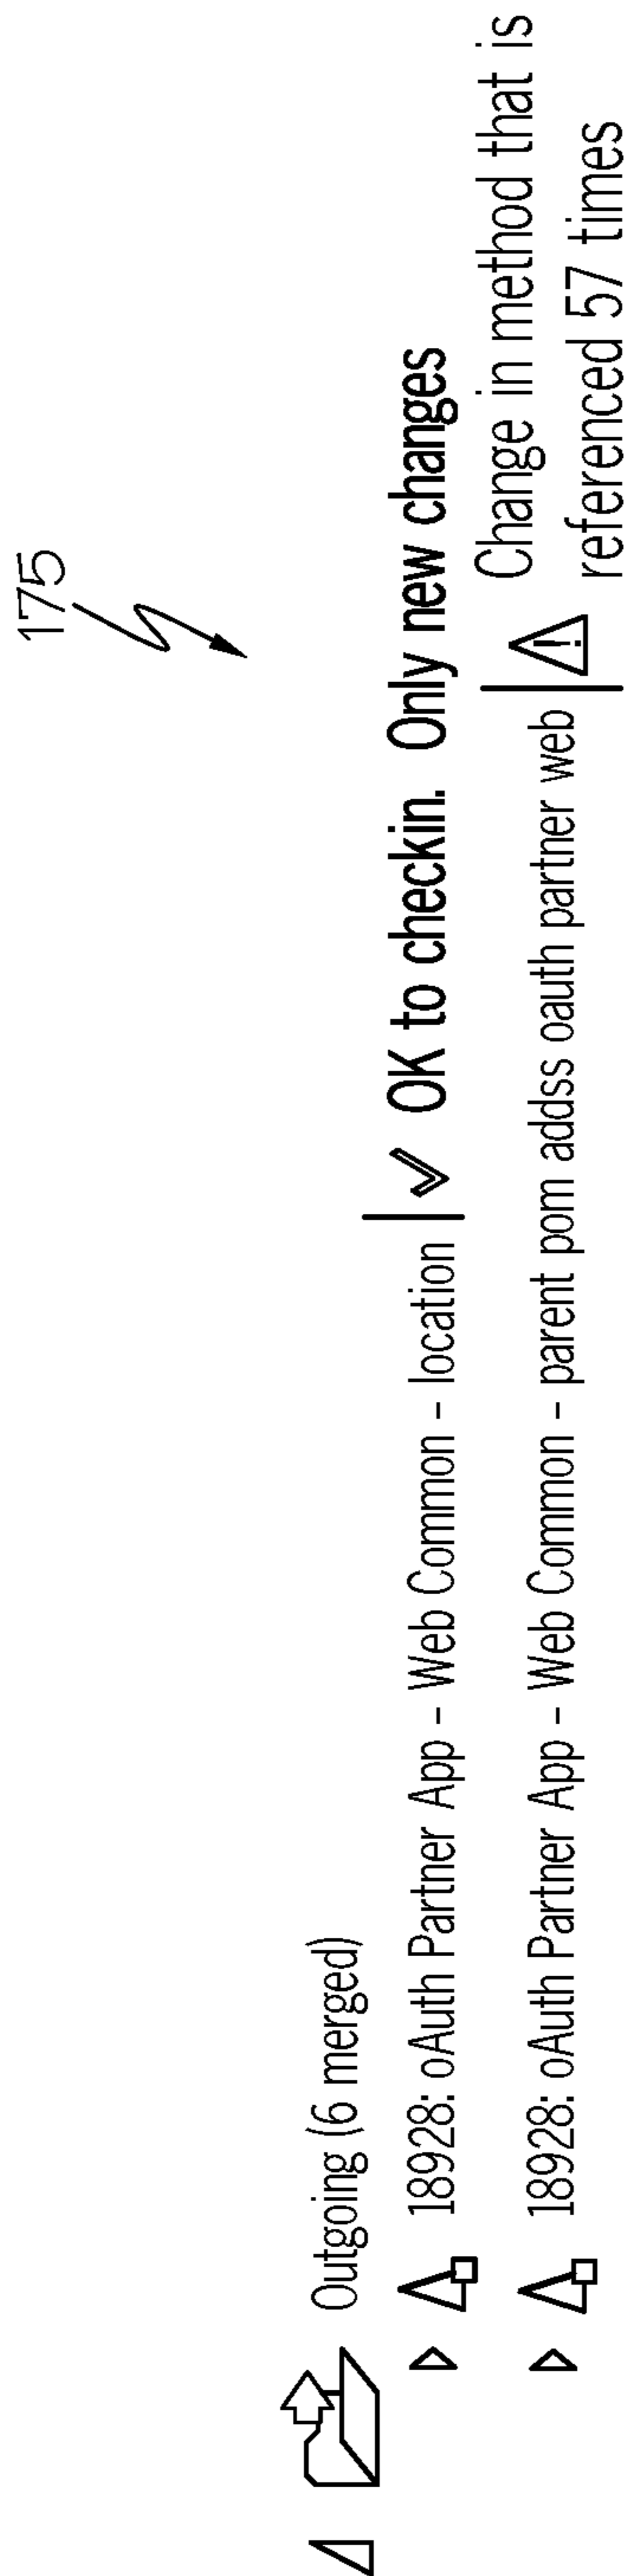 175
Outgoing (6 merged)
18928: oAuth Partner App - Web Common - location | ✓ OK to checkin. Only new changes
18928: oAuth Partner App - Web Common - parent pom addss oauth partner web | ⚠ Change in method that is
referenced 57 times